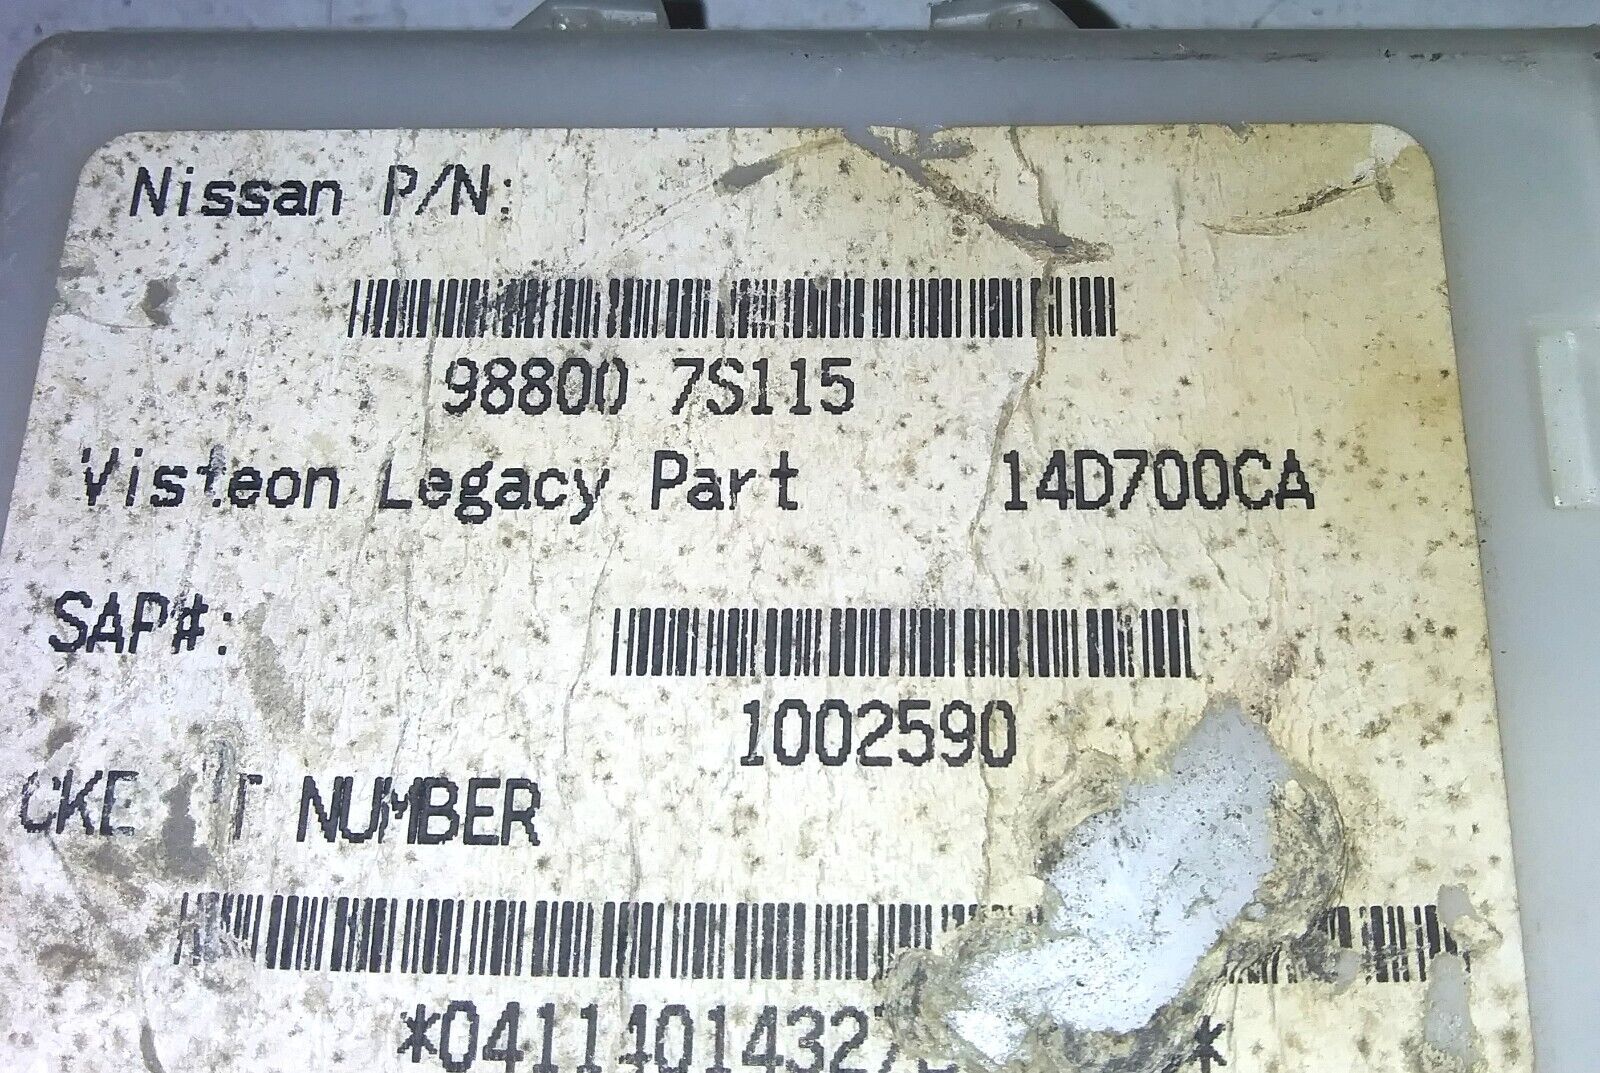 Nissan P/N:
98800 7S115
Visteon Legacy Part 14D700CA
SAP#:
1002590
NUMBER